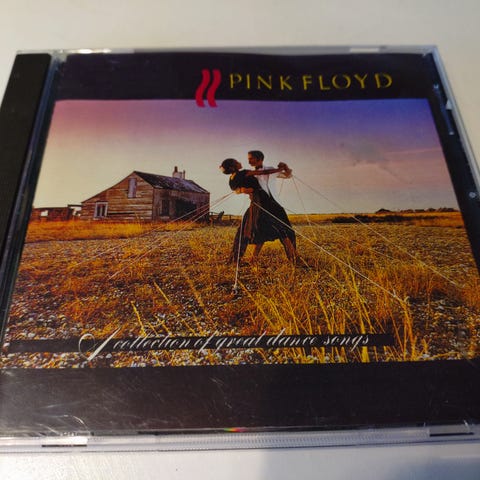 PINK FLOYD
A collection of great dance songs